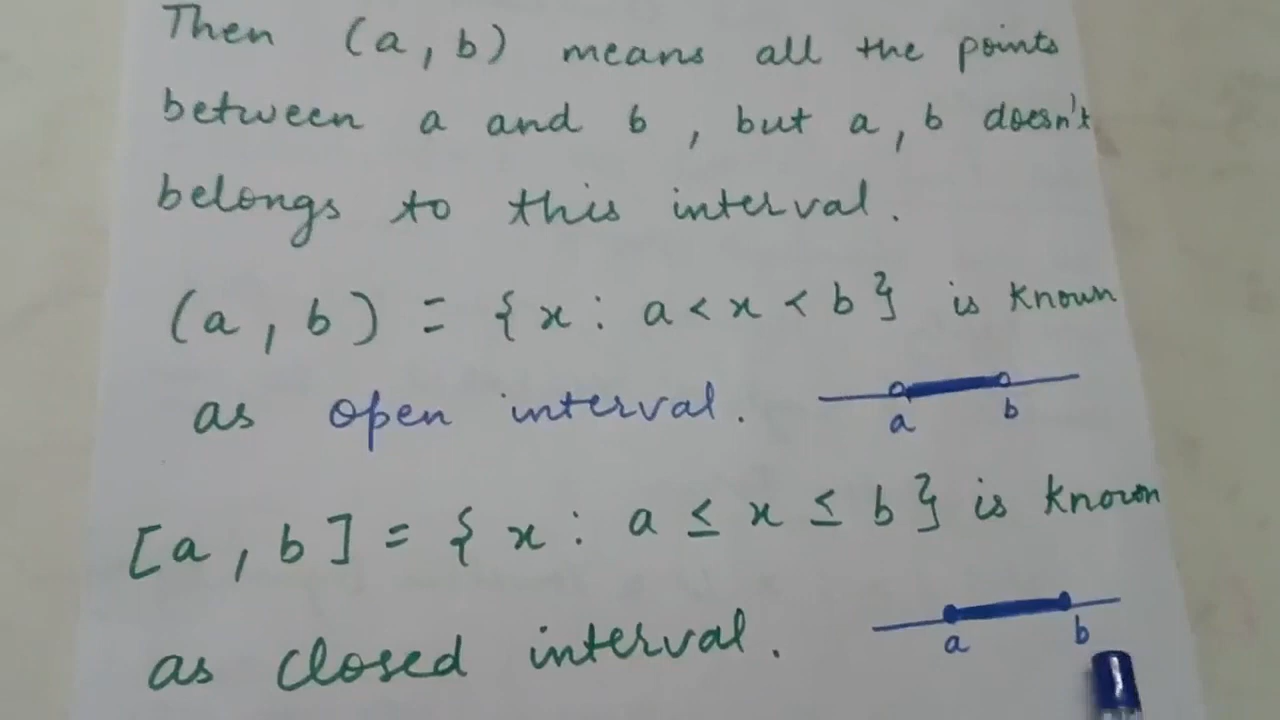 Then (a, b) means all the points
between a and b, but a, b doesn't
belongs to this interval.
(a, b) = {x : a < x < b} is known
as open interval.
a b
[a, b] = {x : a ≤ x ≤ b} is known
as closed interval.
a b